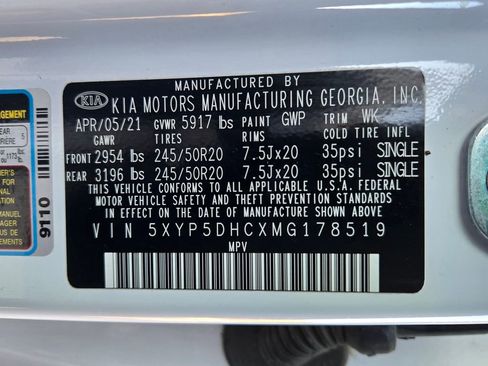 MANUFACTURED BY
KIA KIA MOTORS MANUFACTURING GEORGIA, INC.
APR/05/21 GVWR 5917 lbs PAINT GWP TRIM WK
GAWR TIRES RIMS COLD TIRE INFL
FRONT 2954 lbs 245/50R20 7.5Jx20 35psi SINGLE
REAR 3196 lbs 245/50R20 7.5Jx20 35psi SINGLE
THIS VEHICLE CONFORMS TO ALL APPLICABLE U.S.A. FEDERAL
MOTOR VEHICLE SAFETY AND THEFT PREVENTION STANDARDS
IN EFFECT ON THE DATE OF MANUFACTURE SHOWN ABOVE.
VIN 5XYP5DHCXMG178519
MPV
9110
5